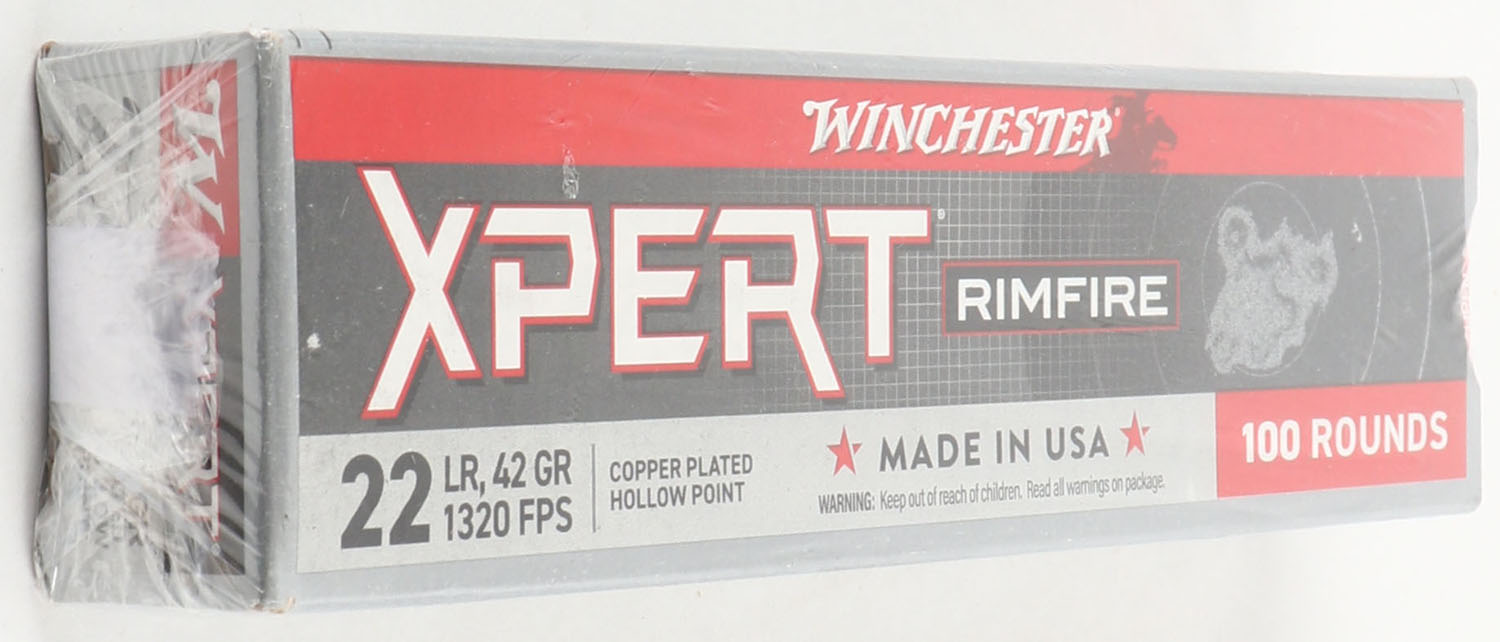 WINCHESTER
XPERT®
RIMFIRE
22 LR, 42 GR
1320 FPS
COPPER PLATED
HOLLOW POINT
MADE IN USA
WARNING: Keep out of reach of children. Read all warnings on package.
100 ROUNDS
W